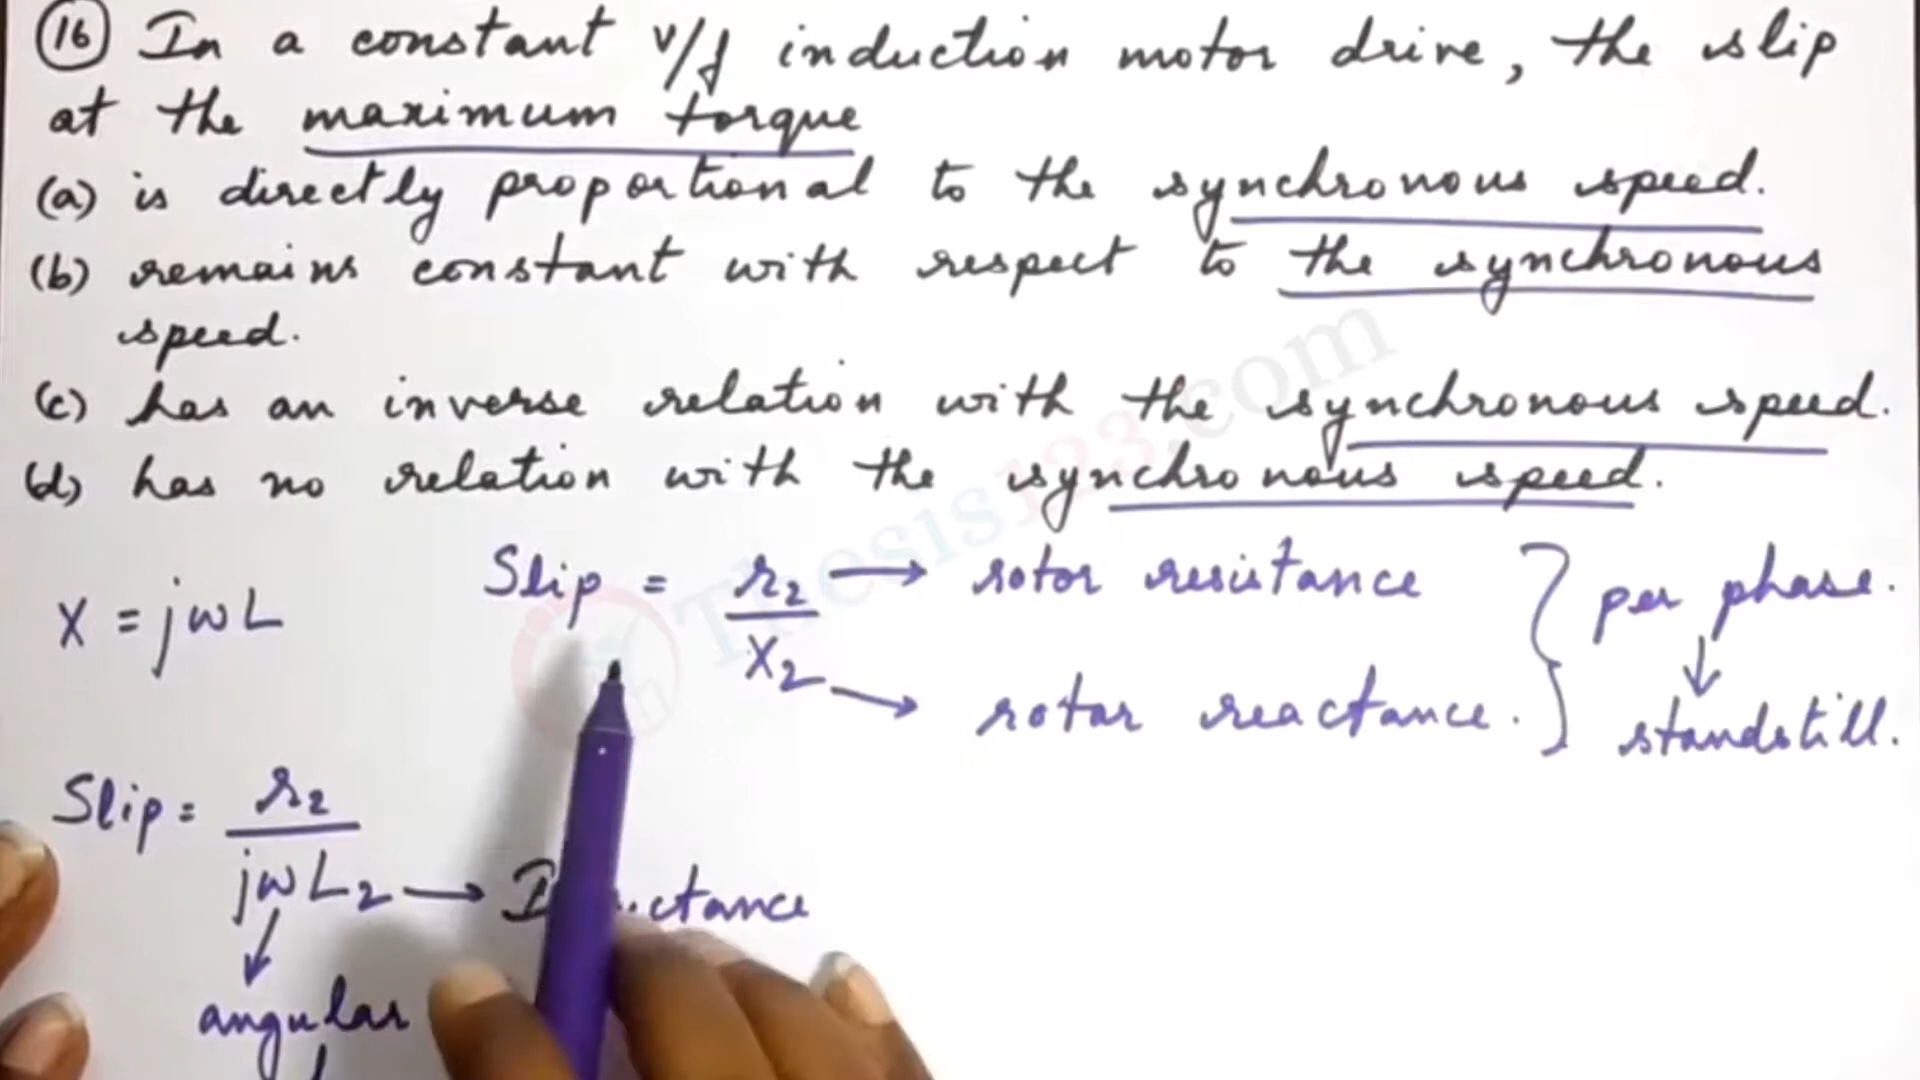 16 In a constant v/f induction motor drive, the slip
at the maximum torque
(a) is directly proportional to the synchronous speed.
(b) remains constant with respect to the synchronous
speed.
(c) has an inverse relation with the synchronous speed.
(d) has no relation with the synchronous speed.
X = jωL
Slip = r2 / X2
→ rotor resistance
→ rotor reactance.
} per phase.
↓
standstill.
Slip = r2 / jωL2 →
angular
Thesis123.com